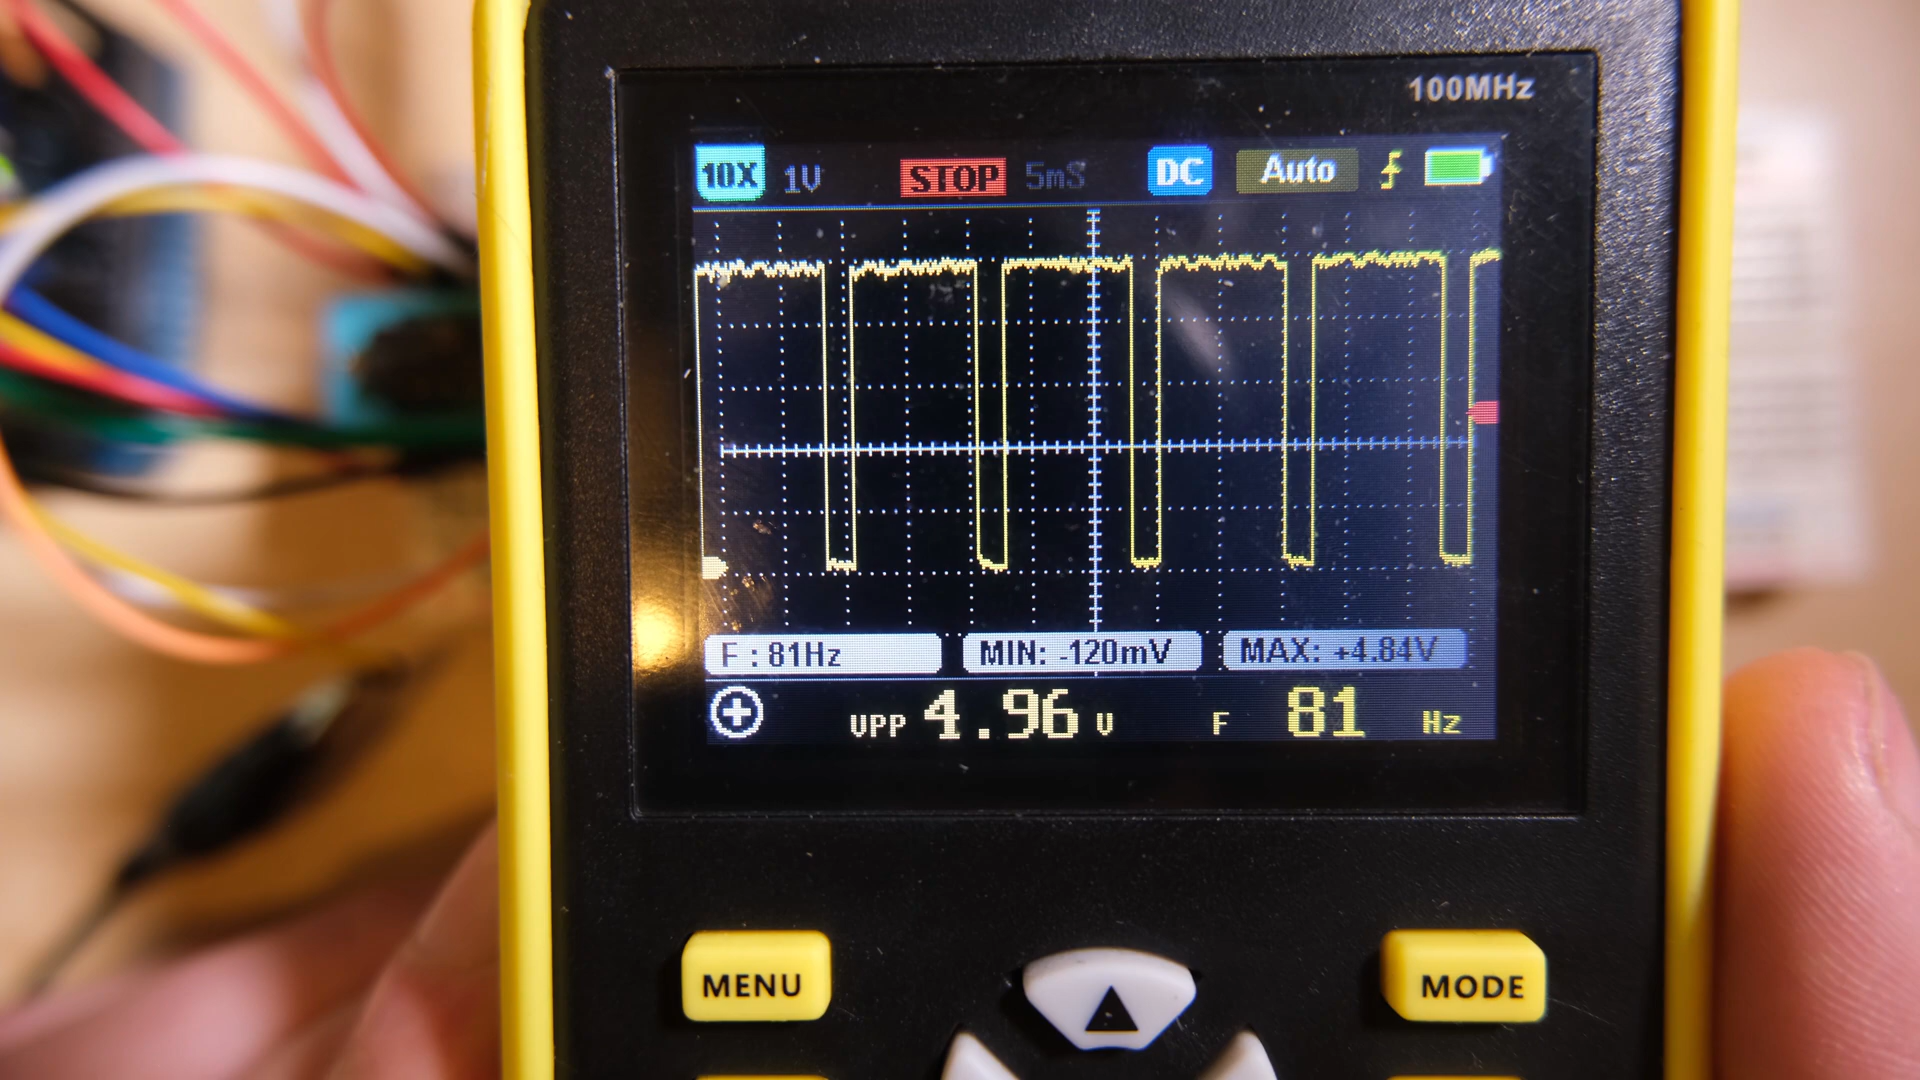 100MHz
10X 1V STOP 5mS DC Auto
F : 81Hz MIN: -120mV MAX: +4.84V
VPP 4.96 V F 81 Hz
MENU MODE